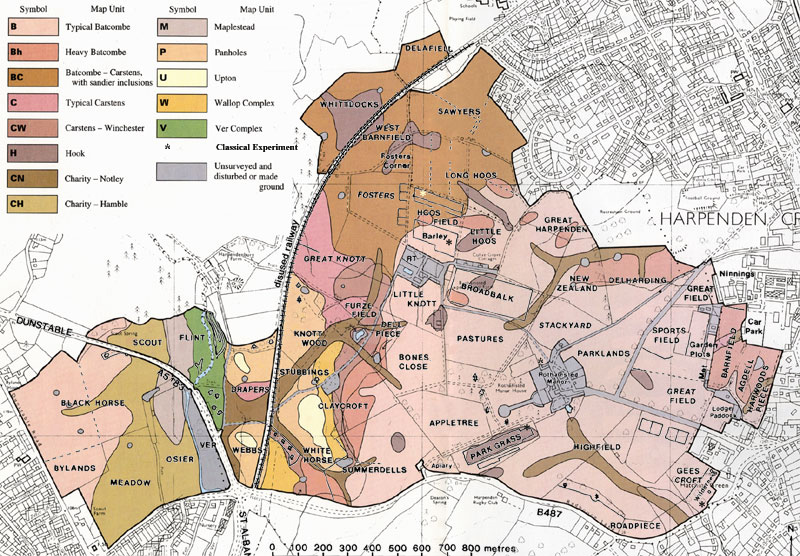 Symbol Map Unit
B Typical Batcombe
Bh Heavy Batcombe
BC Batcombe – Carstens,
with sandier inclusions
C Typical Carstens
CW Carstens – Winchester
H Hook
CN Charity – Notley
CH Charity – Hamble
Symbol Map Unit
M Maplestead
P Panholes
U Upton
W Wallop Complex
V Ver Complex
* Classical Experiment
Unsurveyed and
disturbed or made
ground
Schools
Playing Field
DELAFIELD
WHITTLOCKS
SAWYERS
WEST
BARNFIELD
Fosters
Corner
LONG HOOS
FOSTERS
HOOS
FIELD
Barley *
LITTLE
HOOS
GREAT
HARPENDEN
HARPENDEN
disused railway
GREAT KNOTT
RT
LITTLE
KNOTT
BROADBALK
NEW
ZEALAND
DELHARDING
Ninnings
GREAT
FIELD
FURZE
FIELD
DELL
PIECE
KNOTT
WOOD
STACKYARD
PASTURES
SPORTS
FIELD
Car
Park
Garden
Plots
BARNFIELD
DUNSTABLE
SCOUT
FLINT
A5183
STUBBINGS
BONES
CLOSE
PARKLANDS
Rothamsted
Manor
AGDELL
HARWOODS
PIECE
GREAT
FIELD
Lodge
Paddock
DRAPERS
BLACK HORSE
CLAYCROFT
APPLETREE
PARK GRASS
HIGHFIELD
BYLANDS
OSIER
VER
WEBBS
WHITE
HORSE
SUMMERDELLS
Apiary
MEADOW
GEES
CROFT
Harpenden
Rugby Club
B487
ROADPIECE
ST ALBANS
0 100 200 300 400 500 600 700 800 metres
N